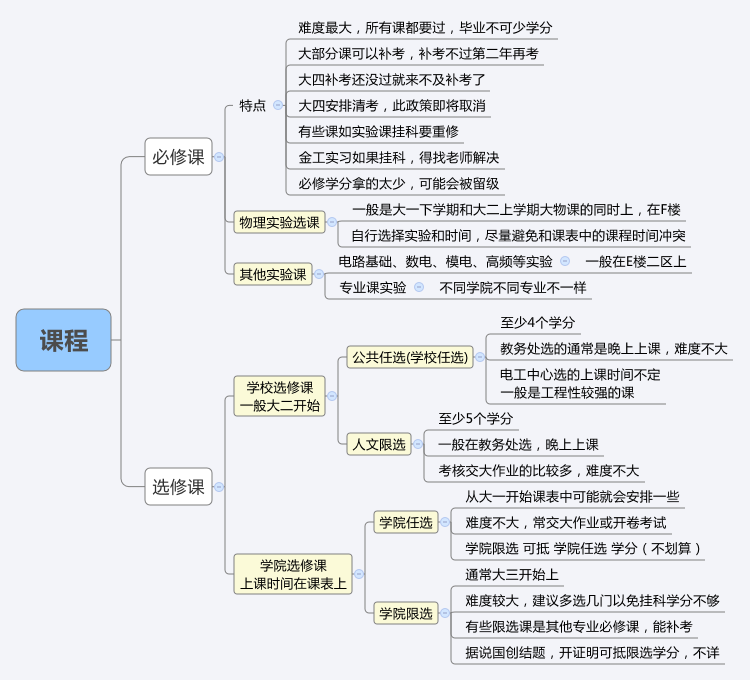 课程
必修课
特点
难度最大，所有课都要过，毕业不可少学分
大部分课可以补考，补考不过第二年再考
大四补考还没过就来不及补考了
大四安排清考，此政策即将取消
有些课如实验课挂科要重修
金工实习如果挂科，得找老师解决
必修学分拿的太少，可能会被留级
物理实验选课
一般是大一下学期和大二上学期大物课的同时上，在F楼
自行选择实验和时间，尽量避免和课表中的课程时间冲突
其他实验课
电路基础、数电、模电、高频等实验
一般在E楼二区上
专业课实验
不同学院不同专业不一样
选修课
学校选修课
一般大二开始
公共任选(学校任选)
至少4个学分
教务处选的通常是晚上上课，难度不大
电工中心选的上课时间不定
一般是工程性较强的课
人文限选
至少5个学分
一般在教务处选，晚上上课
考核交大作业的比较多，难度不大
学院选修课
上课时间在课表上
学院任选
从大一开始课表中可能就会安排一些
难度不大，常交大作业或开卷考试
学院限选 可抵 学院任选 学分（不划算）
学院限选
通常大三开始上
难度较大，建议多选几门以免挂科学分不够
有些限选课是其他专业必修课，能补考
据说国创结题，开证明可抵限选学分，不详